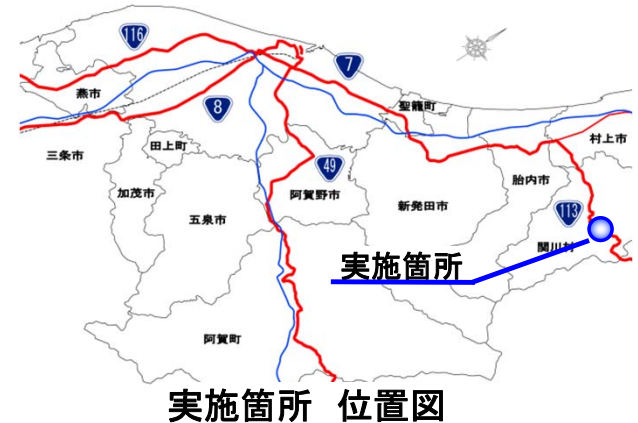 116
7
燕市
8
聖籠町
三条市
田上町
村上市
49
加茂市
阿賀野市
胎内市
五泉市
新発田市
113
関川村
実施箇所
阿賀町
実施箇所 位置図